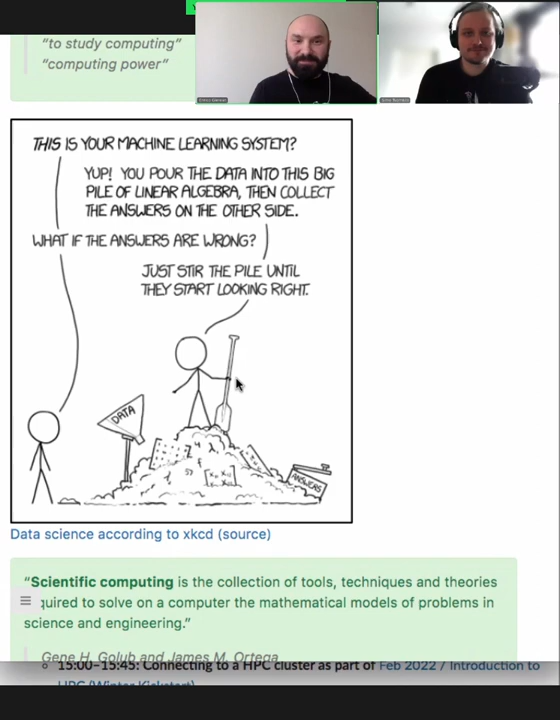 "to study computing"
"computing power"
THIS IS YOUR MACHINE LEARNING SYSTEM?
YUP! YOU POUR THE DATA INTO THIS BIG
PILE OF LINEAR ALGEBRA, THEN COLLECT
THE ANSWERS ON THE OTHER SIDE.
WHAT IF THE ANSWERS ARE WRONG?
JUST STIR THE PILE UNTIL
THEY START LOOKING RIGHT.
DATA
ANSWERS
Data science according to xkcd (source)
"Scientific computing is the collection of tools, techniques and theories
quired to solve on a computer the mathematical models of problems in
science and engineering."
Gene H. Golub and James M. Ortega
15:00–15:45: Connecting to a HPC cluster as part of Feb 2022 / Introduction to
HPC (Winter Kickstart)